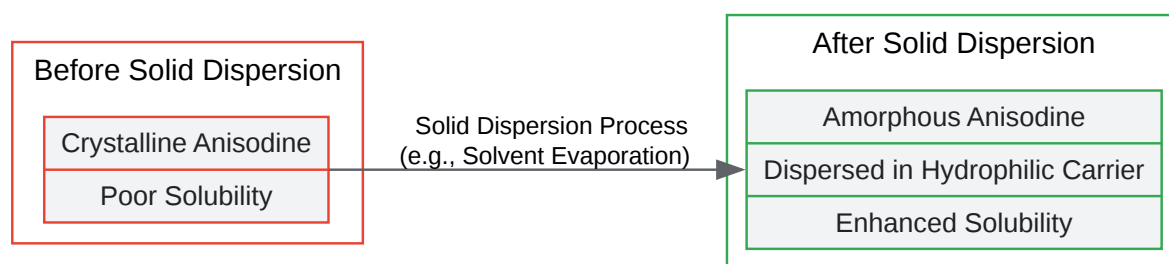 Before Solid Dispersion
Crystalline Anisodine
Poor Solubility
Solid Dispersion Process
(e.g., Solvent Evaporation)
After Solid Dispersion
Amorphous Anisodine
Dispersed in Hydrophilic Carrier
Enhanced Solubility